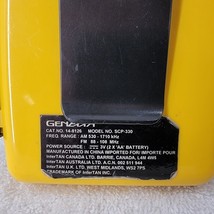 GENEXXA
CAT.NO. 14-9126 MODEL NO. SCP-330
FREQ. RANGE : AM 530 - 1710 kHz
FM 88 - 108 MHz
POWER SOURCE : 3V (2 X 'AA' BATTERY)
MANUFACTURED IN CHINA IMPORTED FOR/ IMPORTE POUR
InterTAN CANADA LTD. BARRIE, CANADA, L4M 4W5
InterTAN AUSTRALIA LTD. A.C.N. 002 511 944
InterTAN U.K. LTD. WEST MIDLANDS, WS2 7PS
TRADEMARK OF InterTAN INC.